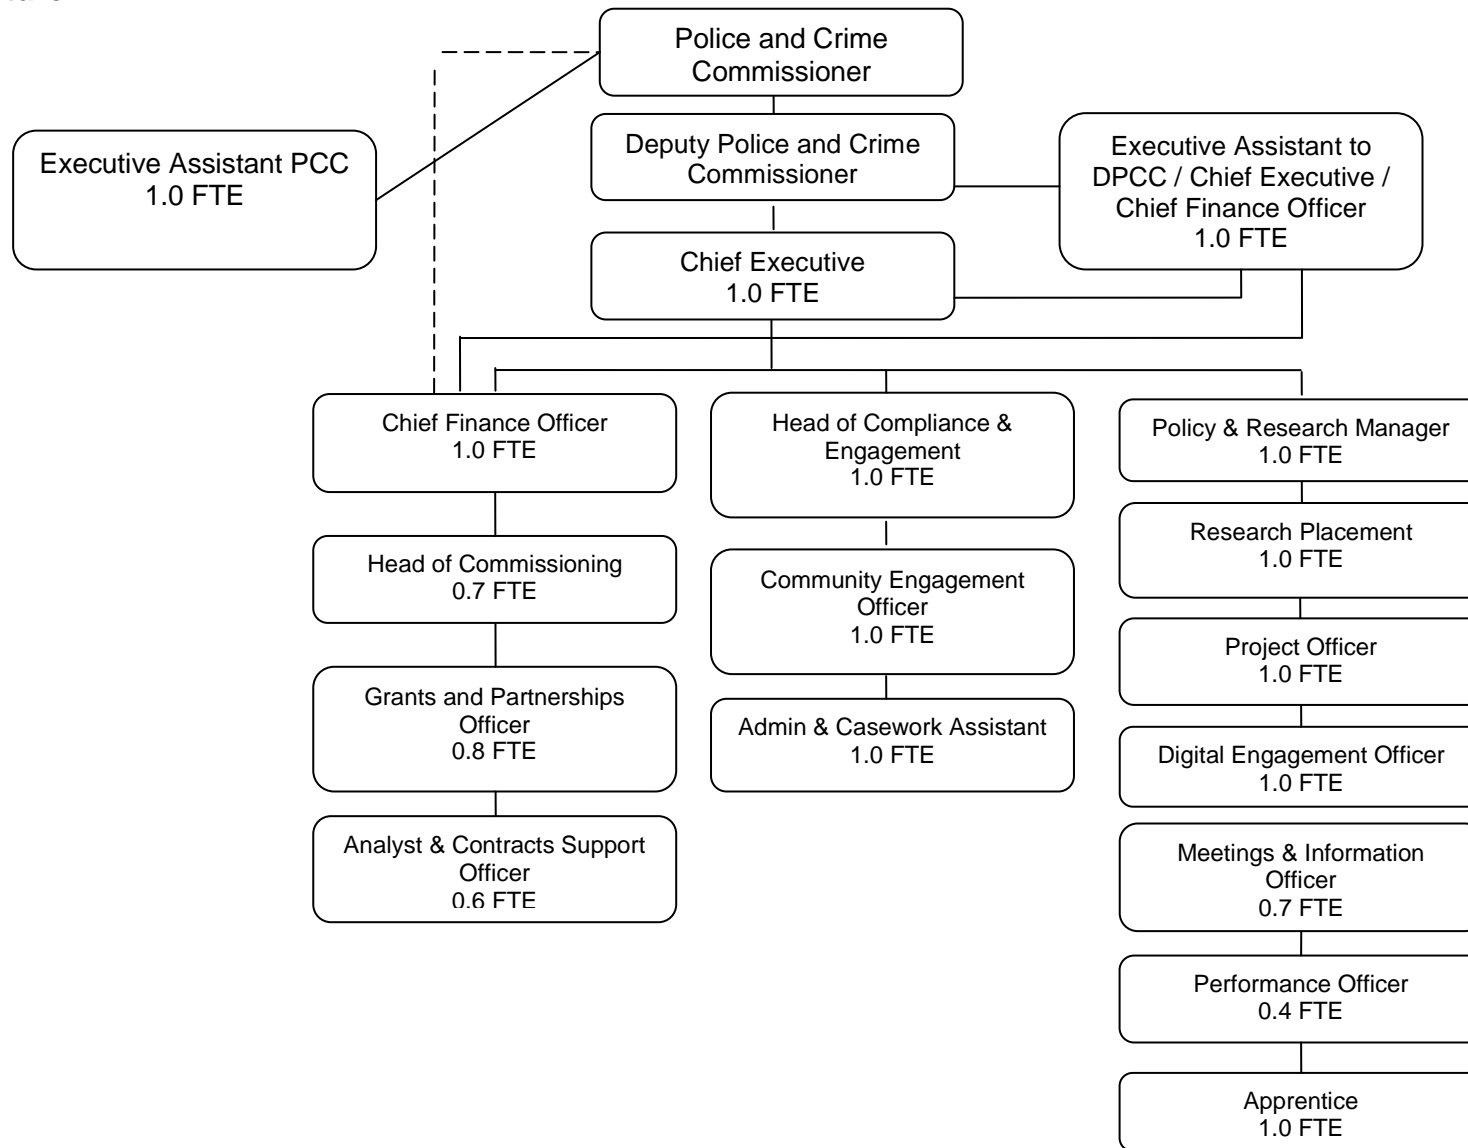 Police and Crime
Commissioner
Executive Assistant PCC
1.0 FTE
Deputy Police and Crime
Commissioner
Executive Assistant to
DPCC / Chief Executive /
Chief Finance Officer
1.0 FTE
Chief Executive
1.0 FTE
Chief Finance Officer
1.0 FTE
Head of Commissioning
0.7 FTE
Grants and Partnerships
Officer
0.8 FTE
Analyst & Contracts Support
Officer
0.6 FTE
Head of Compliance &
Engagement
1.0 FTE
Community Engagement
Officer
1.0 FTE
Admin & Casework Assistant
1.0 FTE
Policy & Research Manager
1.0 FTE
Research Placement
1.0 FTE
Project Officer
1.0 FTE
Digital Engagement Officer
1.0 FTE
Meetings & Information
Officer
0.7 FTE
Performance Officer
0.4 FTE
Apprentice
1.0 FTE